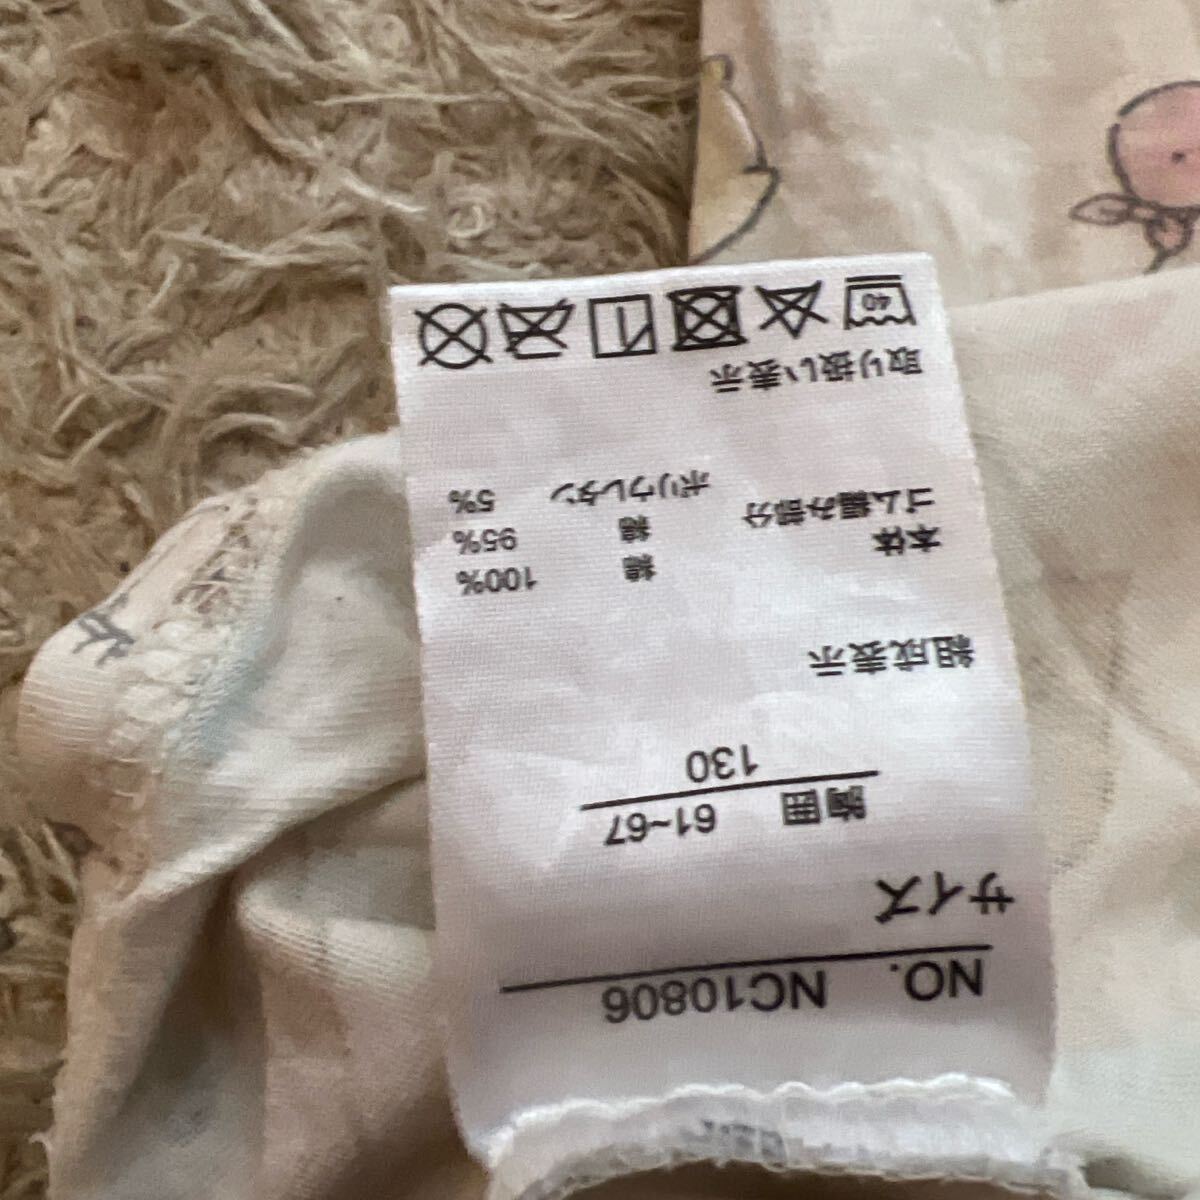 NO. NC10806
サイズ
胸囲 61~67
130
組成表示
本体 綿 100%
ゴム編み部分 綿 95%
ポリウレタン 5%
取り扱い表示
40